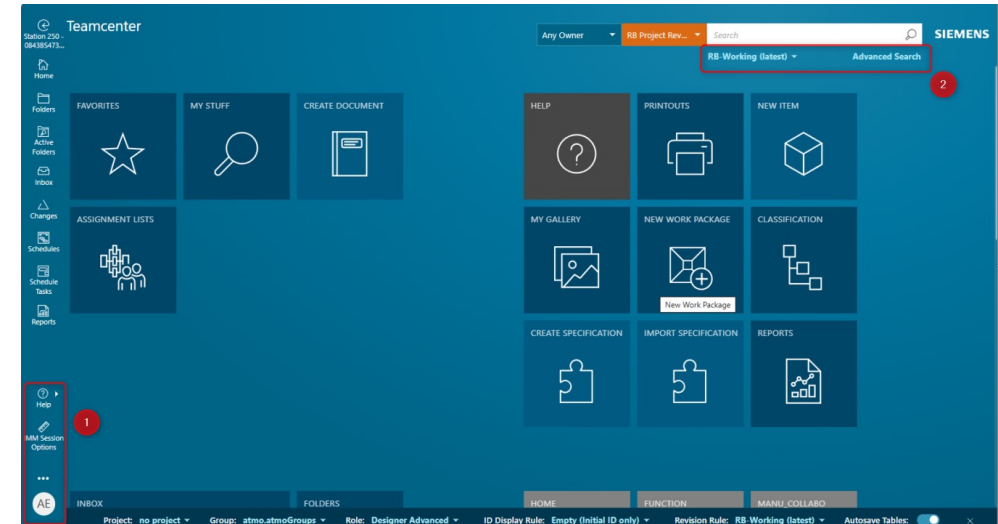 Station 250 -
0843B5473...
Teamcenter
Any Owner
RB Project Rev...
Search
SIEMENS
RB-Working (latest)
Advanced Search
2
Home
Folders
Active
Folders
Inbox
Changes
Schedules
Schedule
Tasks
Reports
FAVORITES
MY STUFF
CREATE DOCUMENT
HELP
PRINTOUTS
NEW ITEM
ASSIGNMENT LISTS
MY GALLERY
NEW WORK PACKAGE
CLASSIFICATION
New Work Package
CREATE SPECIFICATION
IMPORT SPECIFICATION
REPORTS
Help
1
MM Session
Options
...
AE
INBOX
FOLDERS
HOME
FUNCTION
MANU_COLLABO
Project: no project Group: atmo.atmoGroups Role: Designer Advanced ID Display Rule: Empty (Initial ID only) Revision Rule: RB-Working (latest) Autosave Tables: